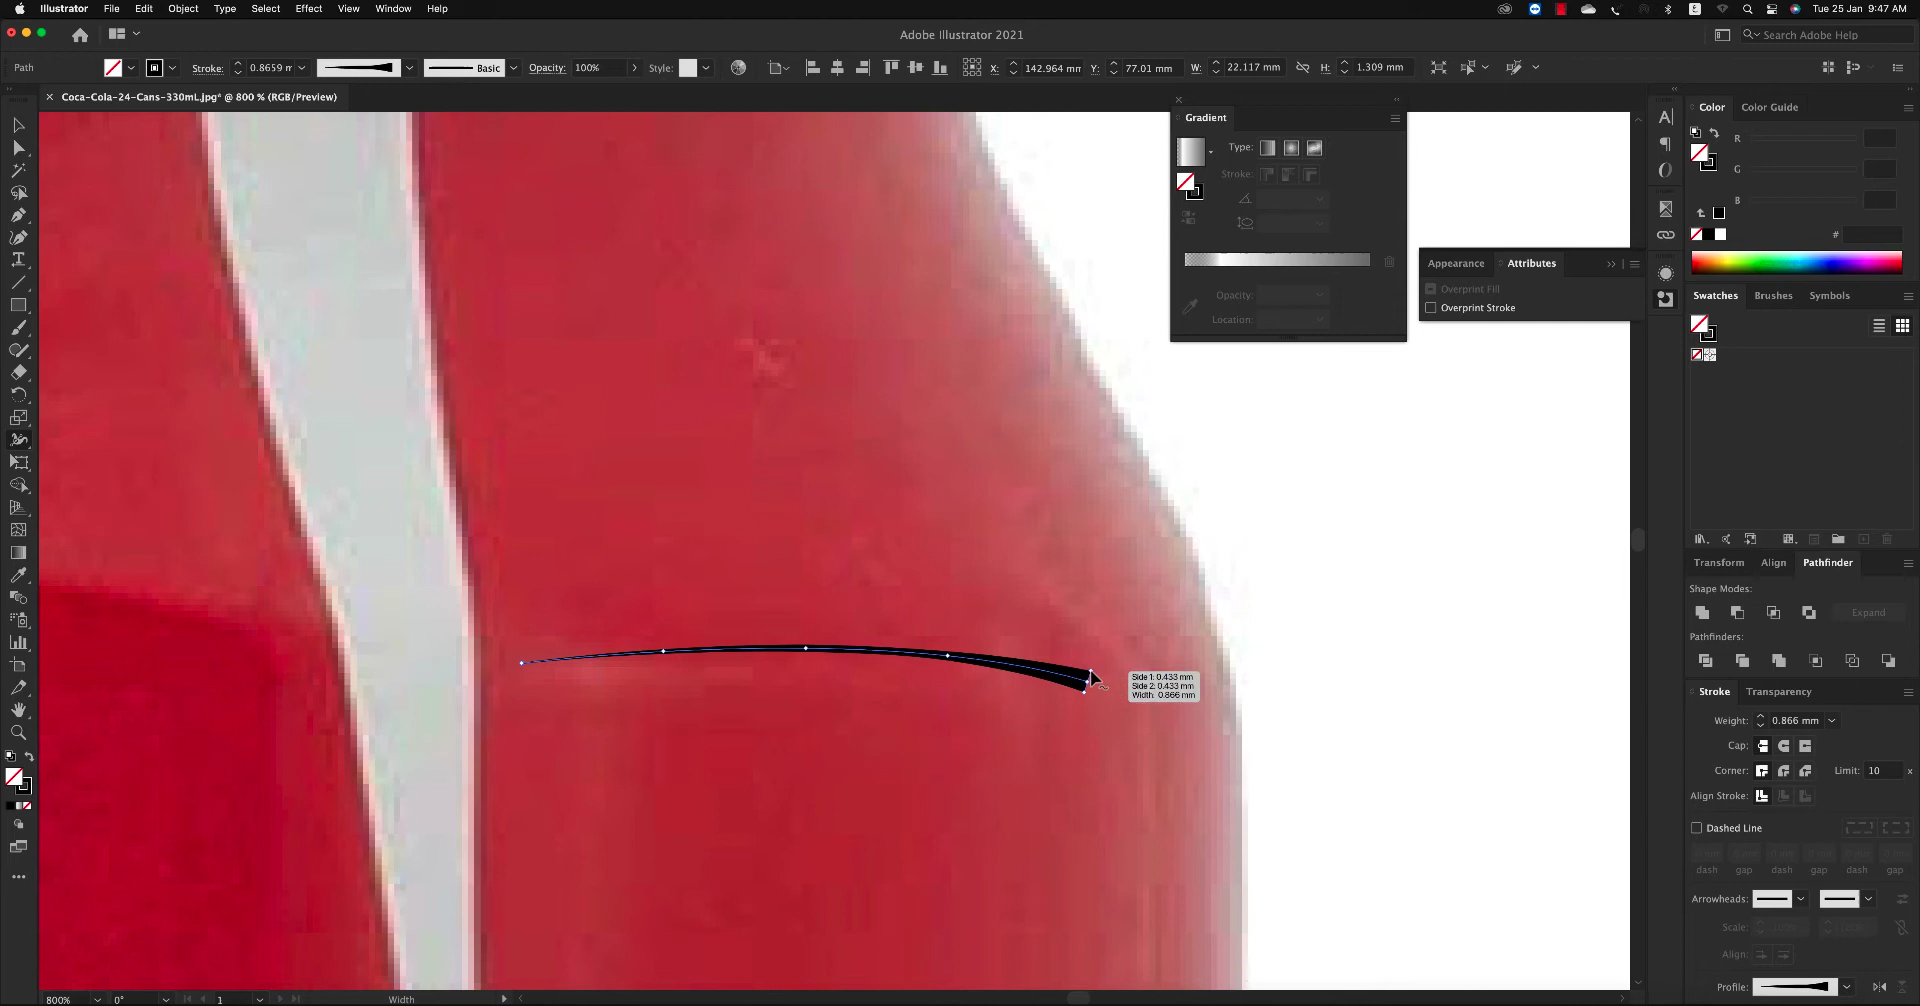 Illustrator File Edit Object Type Select Effect View Window Help
Tue 25 Jan 9:47 AM
Adobe Illustrator 2021
Search Adobe Help
Path
Stroke: 0.8659 m
Basic
Opacity: 100%
Style:
X: 142.964 mm
Y: 77.01 mm
W: 22.117 mm
H: 1.309 mm
Coca-Cola-24-Cans-330mL.jpg* @ 800 % (RGB/Preview)
Gradient
Type:
Stroke:
Opacity:
Location:
Appearance Attributes
Overprint Fill
Overprint Stroke
Color Color Guide
R
G
B
#
Swatches Brushes Symbols
Transform Align Pathfinder
Shape Modes:
Expand
Pathfinders:
Stroke Transparency
Weight: 0.866 mm
Cap:
Corner: Limit: 10 x
Align Stroke:
Dashed Line
dash gap dash gap dash gap
Arrowheads:
Scale:
Align:
Profile:
Side 1: 0.433 mm
Side 2: 0.433 mm
Width: 0.866 mm
800% 0° 1 Width